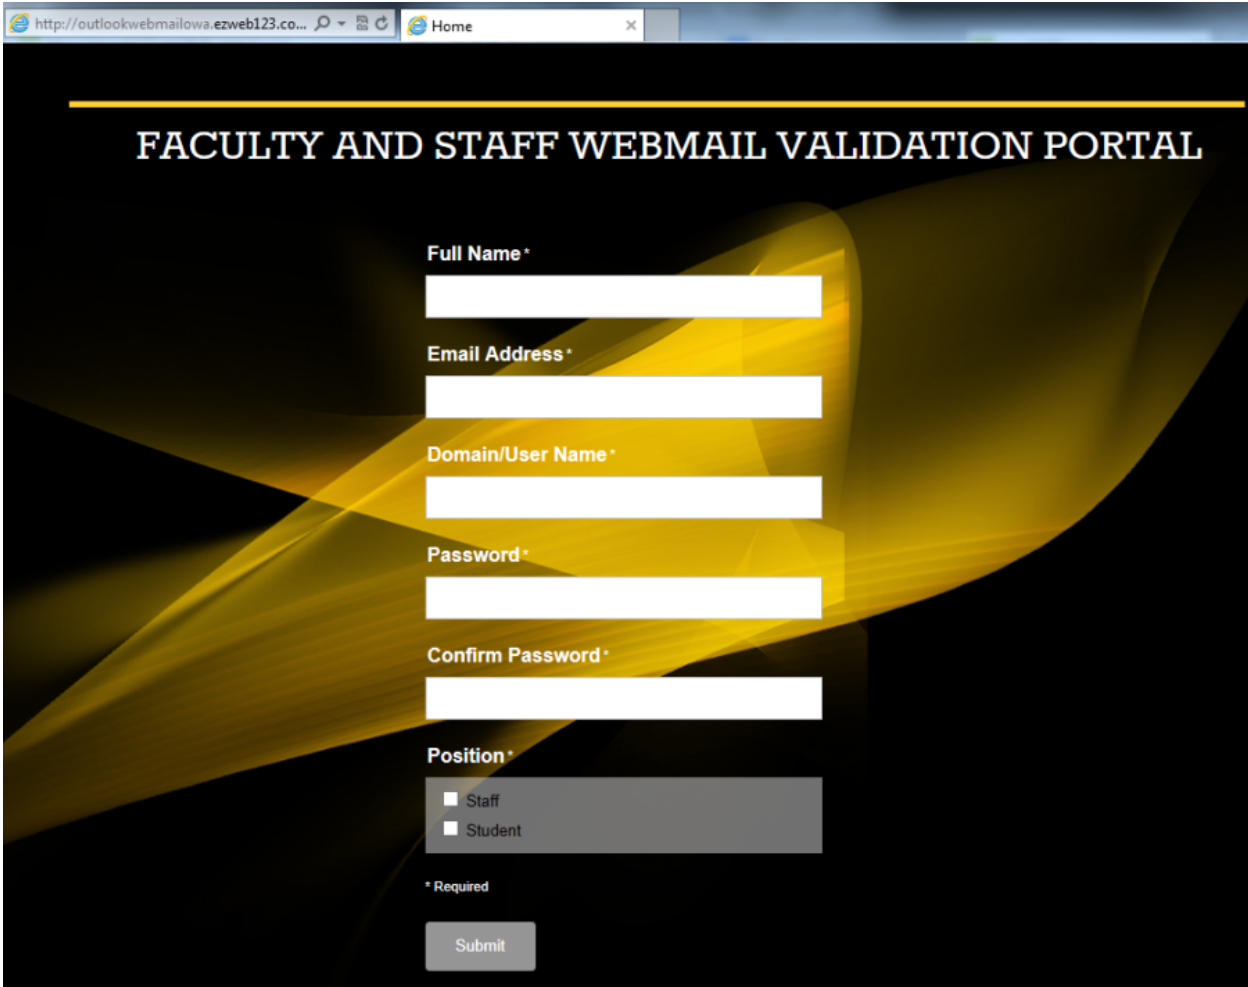 http://outlookwebmailowa.ezweb123.co...
Home
FACULTY AND STAFF WEBMAIL VALIDATION PORTAL
Full Name*
Email Address*
Domain/User Name*
Password*
Confirm Password*
Position*
Staff
Student
* Required
Submit